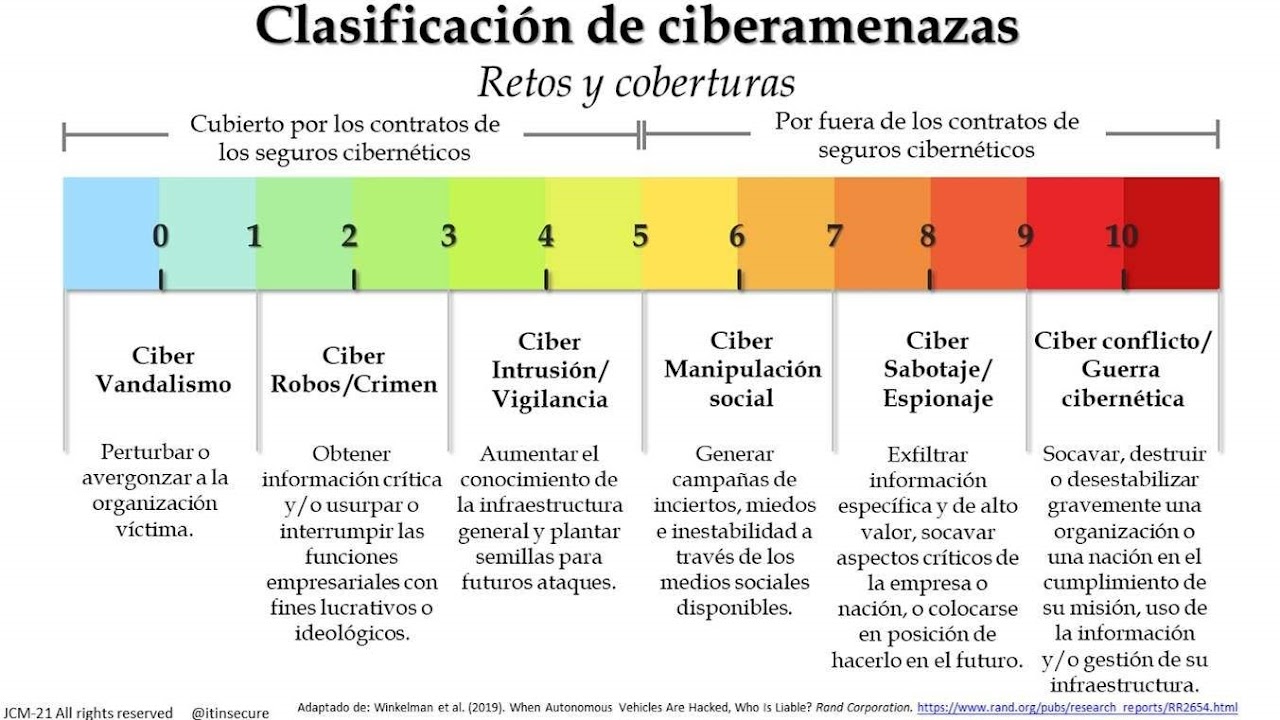 Clasificación de ciberamenazas
Retos y coberturas
Cubierto por los contratos de
los seguros cibernéticos
Por fuera de los contratos de
seguros cibernéticos
0 1 2 3 4 5 6 7 8 9 10
Ciber
Vandalismo
Perturbar o
avergonzar a la
organización
víctima.
Ciber
Robos/Crimen
Obtener
información crítica
y/o usurpar o
interrumpir las
funciones
empresariales con
fines lucrativos o
ideológicos.
Ciber
Intrusión/
Vigilancia
Aumentar el
conocimiento de
la infraestructura
general y plantar
semillas para
futuros ataques.
Ciber
Manipulación
social
Generar
campañas de
inciertos, miedos
e inestabilidad a
través de los
medios sociales
disponibles.
Ciber
Sabotaje/
Espionaje
Exfiltrar
información
específica y de alto
valor, socavar
aspectos críticos de
la empresa o
nación, o colocarse
en posición de
hacerlo en el futuro.
Ciber conflicto/
Guerra
cibernética
Socavar, destruir
o desestabilizar
gravemente una
organización o
una nación en el
cumplimiento de
su misión, uso de
la información
y/o gestión de su
infraestructura.
JCM-21 All rights reserved @itinsecure
Adaptado de: Winkelman et al. (2019). When Autonomous Vehicles Are Hacked, Who Is Liable? Rand Corporation. https://www.rand.org/pubs/research_reports/RR2654.html